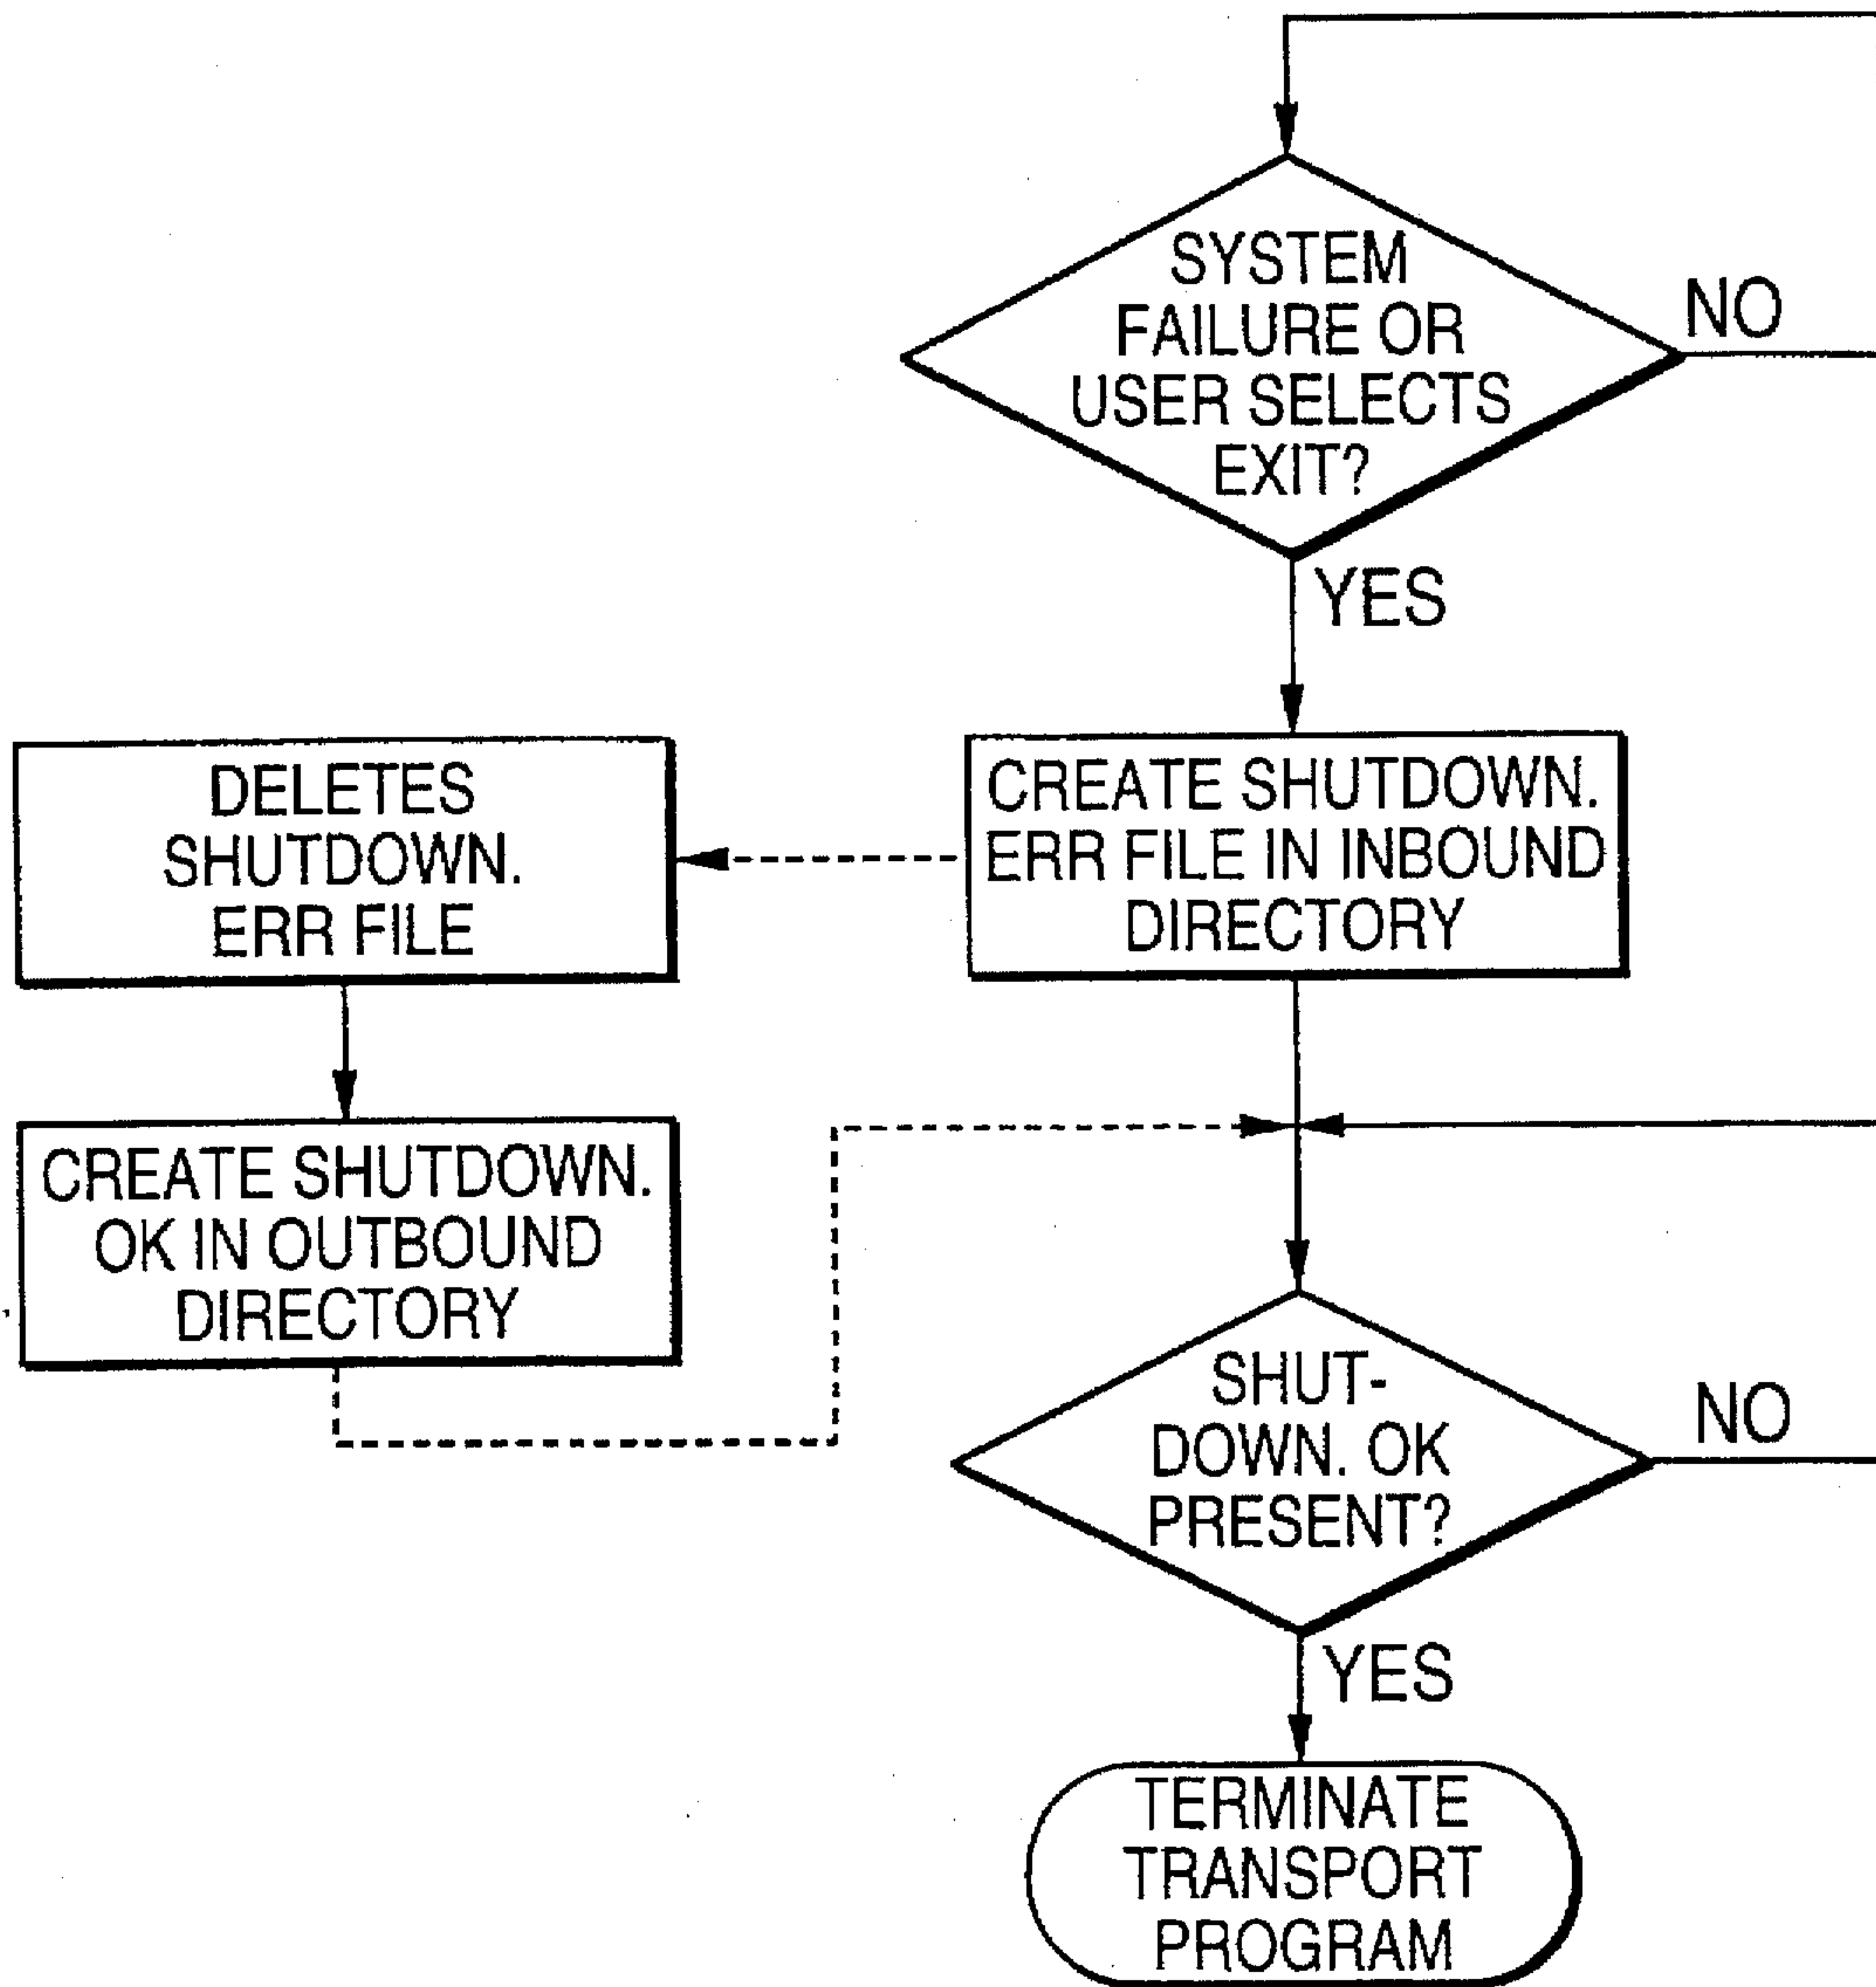 SYSTEM
FAILURE OR
USER SELECTS
EXIT?
NO
YES
DELETES
SHUTDOWN.
ERR FILE
CREATE SHUTDOWN.
ERR FILE IN INBOUND
DIRECTORY
CREATE SHUTDOWN.
OK IN OUTBOUND
DIRECTORY
SHUT-
DOWN. OK
PRESENT?
NO
YES
TERMINATE
TRANSPORT
PROGRAM